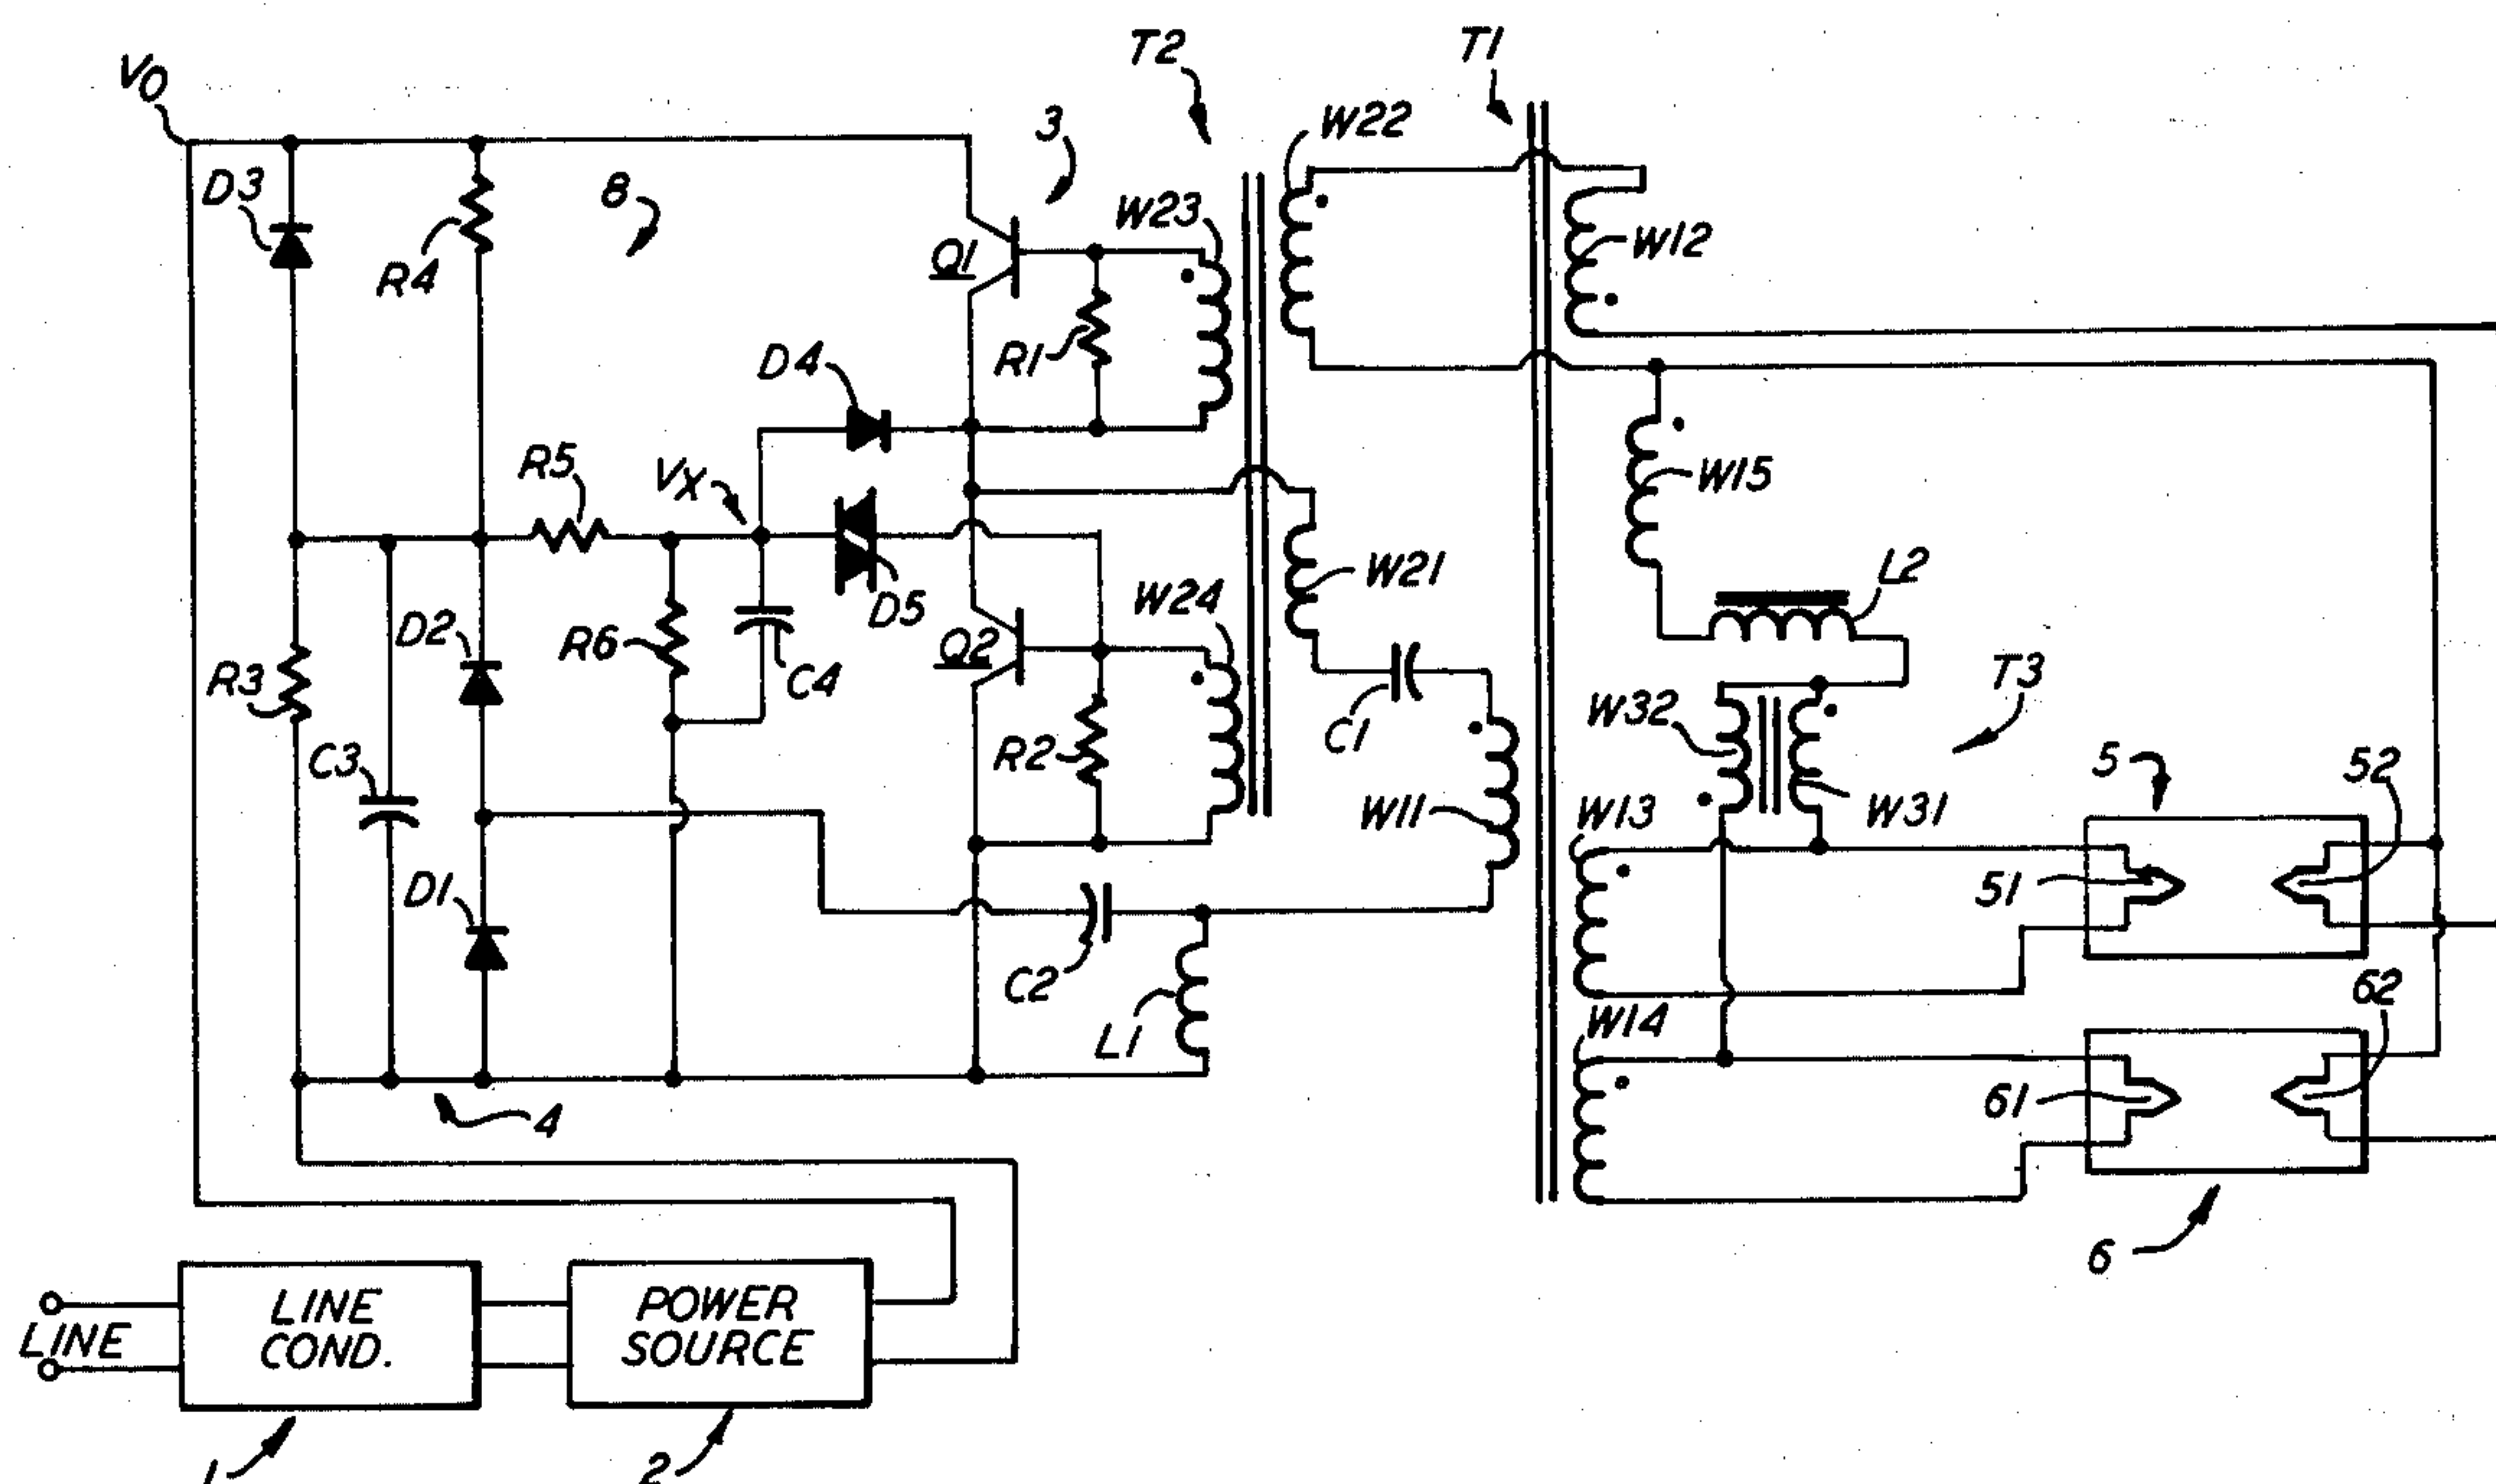 T2
T1
VO
W22
3
D3
8
W23
W12
Q1
R4
R1
D4
R5
VX
W15
W21
L2
D5
W24
D2
R6
Q2
C4
R3
T3
W32
C1
R2
C3
5
52
W11
W13
W31
D1
51
C2
62
L1
W14
4
61
6
LINE
LINE
COND.
POWER
SOURCE
1
2